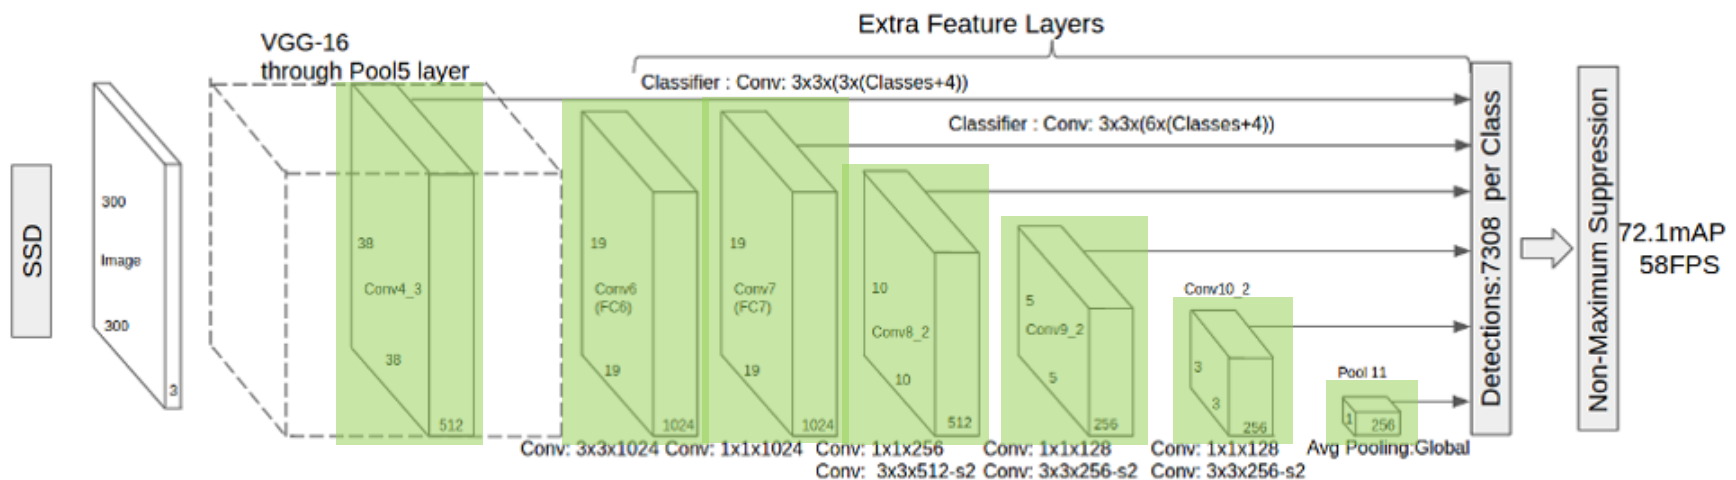 Extra Feature Layers
VGG-16
through Pool5 layer
Classifier : Conv: 3x3x(3x(Classes+4))
Classifier : Conv: 3x3x(6x(Classes+4))
SSD
300
Image
300
3
38
Conv4_3
38
512
19
Conv6
(FC6)
19
1024
19
Conv7
(FC7)
19
1024
10
Conv8_2
10
512
5
Conv9_2
5
256
Conv10_2
3
3
256
Pool 11
1
256
Conv: 3x3x1024
Conv: 1x1x1024
Conv: 1x1x256
Conv: 3x3x512-s2
Conv: 1x1x128
Conv: 3x3x256-s2
Conv: 1x1x128
Conv: 3x3x256-s2
Avg Pooling:Global
Detections:7308 per Class
Non-Maximum Suppression
72.1mAP
58FPS